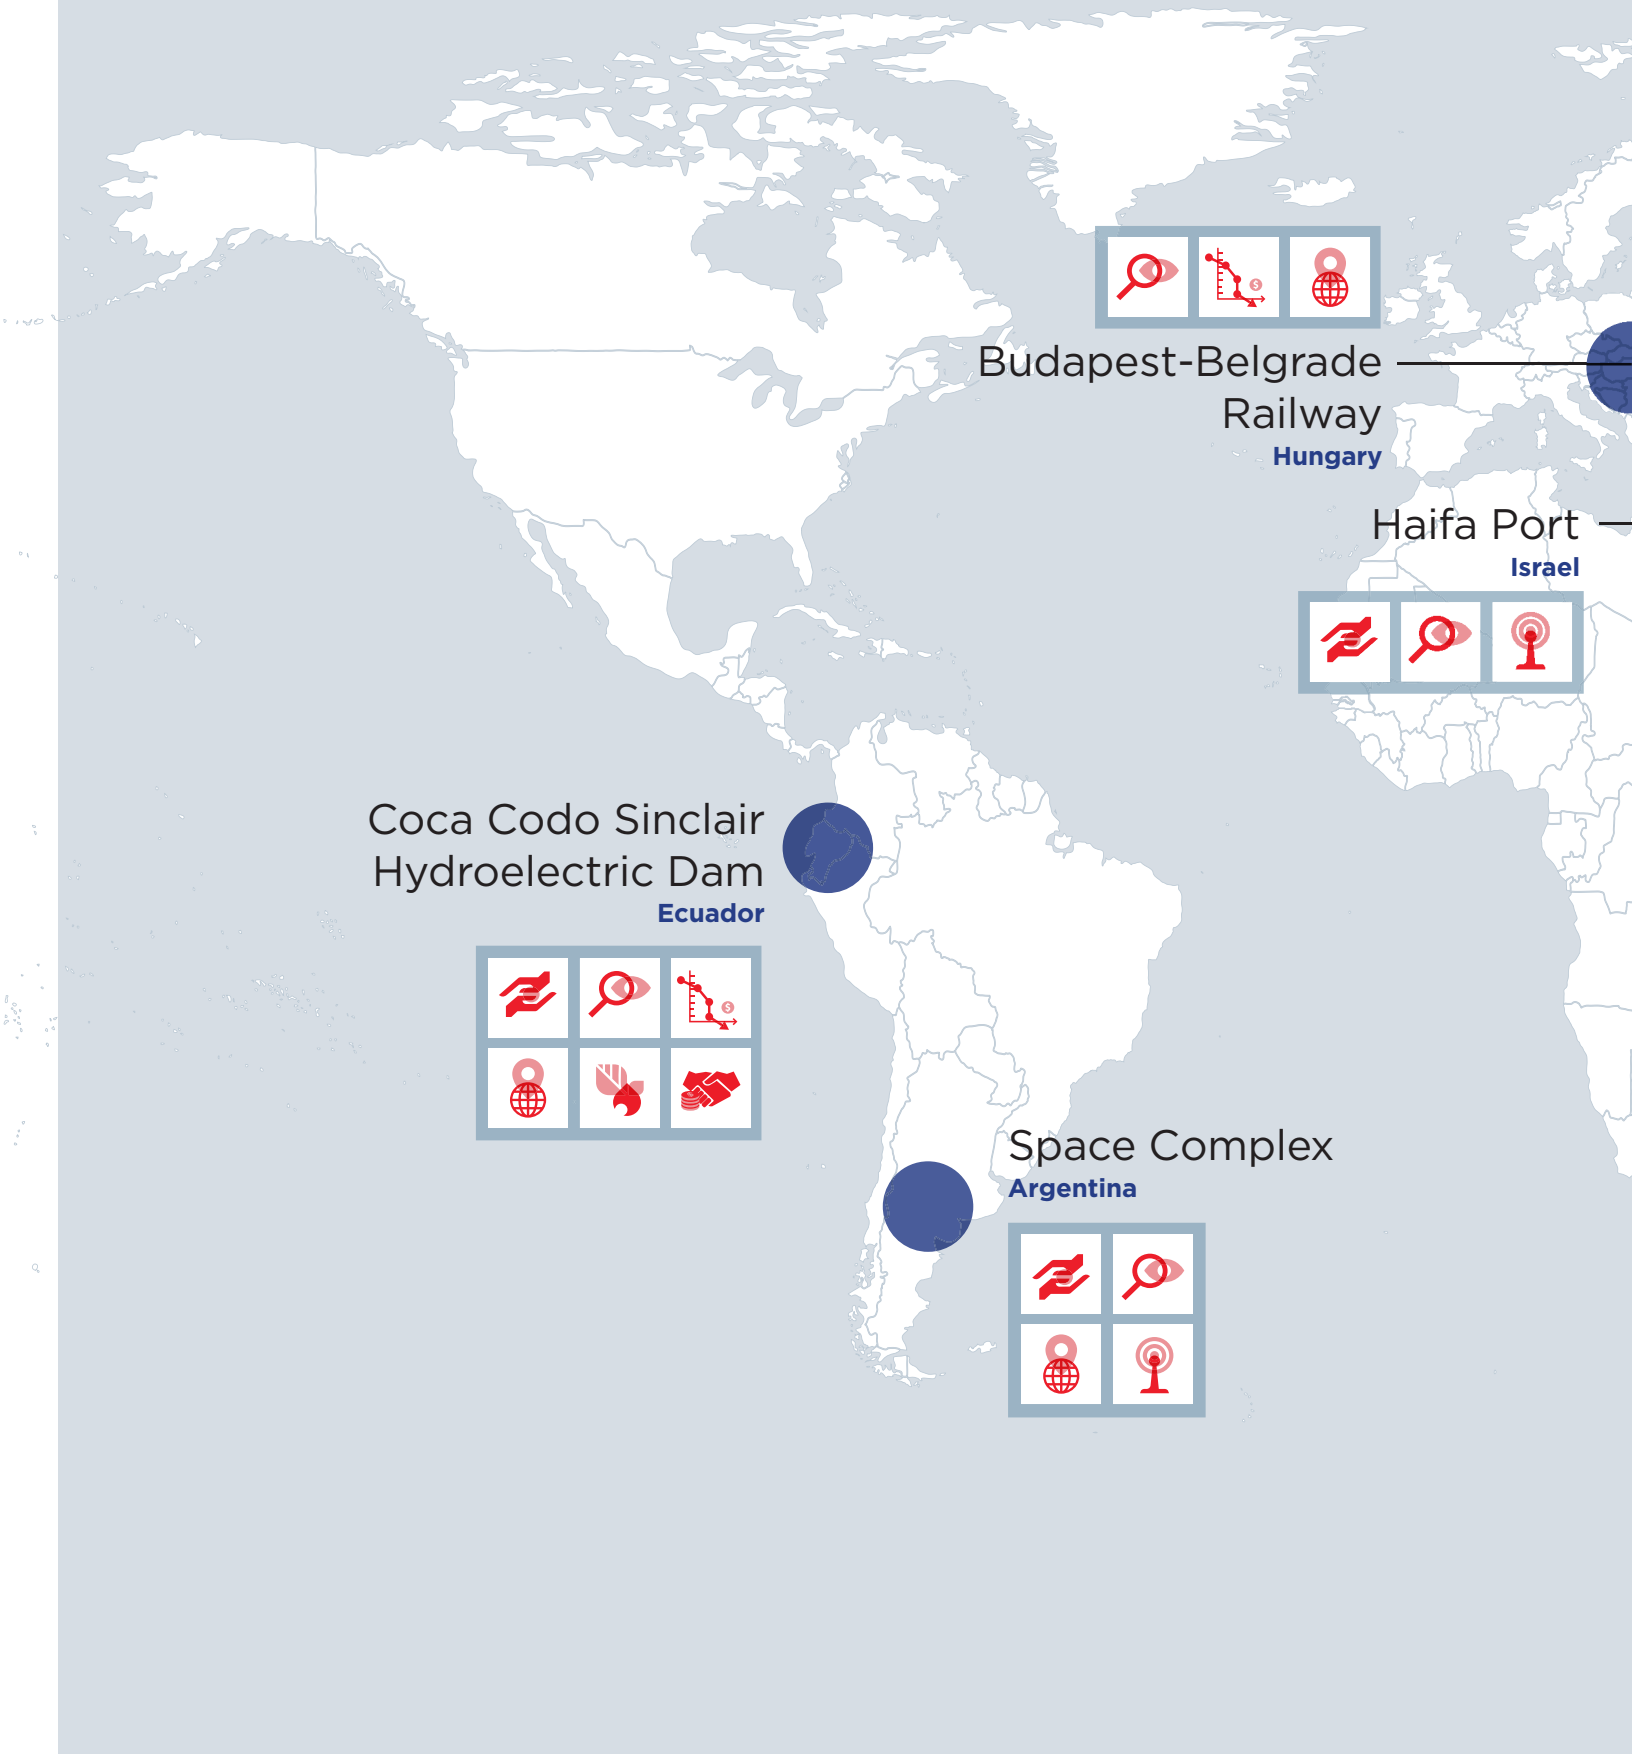 Budapest-Belgrade
Railway
Hungary
Haifa Port
Israel
Coca Codo Sinclair
Hydroelectric Dam
Ecuador
Space Complex
Argentina